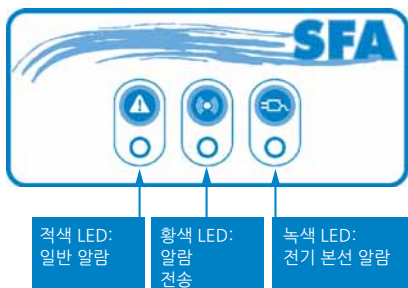 SFA
적색 LED:
일반 알람
황색 LED:
알람
전송
녹색 LED:
전기 본선 알람